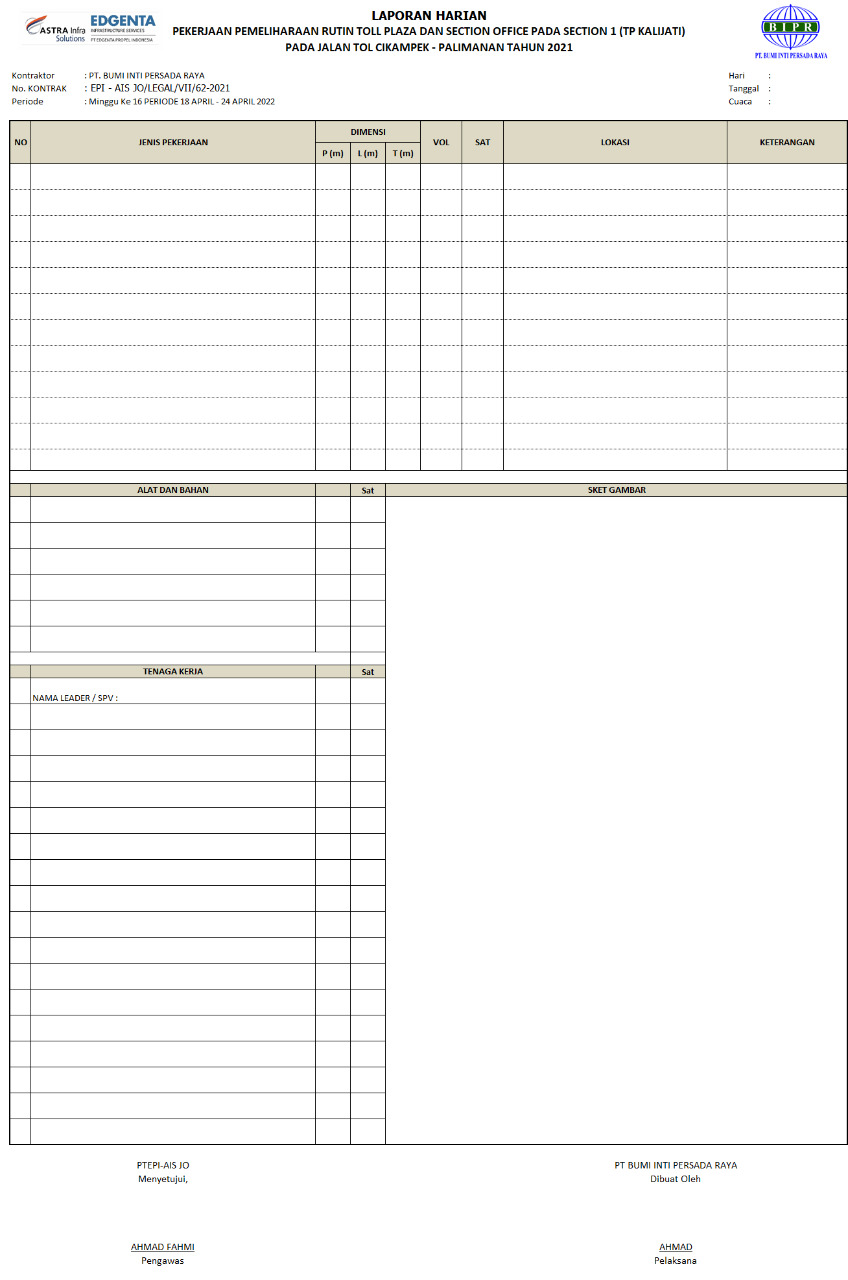 LAPORAN HARIAN
PEKERJAAN PEMELIHARAAN RUTIN TOLL PLAZA DAN SECTION OFFICE PADA SECTION 1 (TP KALIJATI)
PADA JALAN TOL CIKAMPEK - PALIMANAN TAHUN 2021
ASTRA Infra
Solutions
EDGENTA
INFRASTRUCTURE SERVICES
PT EDGENTA PROPEL INDONESIA
BIPR
PT. BUMI INTI PERSADA RAYA
Kontraktor : PT. BUMI INTI PERSADA RAYA
No. KONTRAK : EPI - AIS JO/LEGAL/VII/62-2021
Periode : Minggu Ke 16 PERIODE 18 APRIL - 24 APRIL 2022
Hari :
Tanggal :
Cuaca :
NO JENIS PEKERJAAN DIMENSI VOL SAT LOKASI KETERANGAN
P (m) L (m) T (m)
ALAT DAN BAHAN Sat SKET GAMBAR
TENAGA KERJA Sat
NAMA LEADER / SPV :
PTEPI-AIS JO
Menyetujui,
AHMAD FAHMI
Pengawas
PT BUMI INTI PERSADA RAYA
Dibuat Oleh
AHMAD
Pelaksana